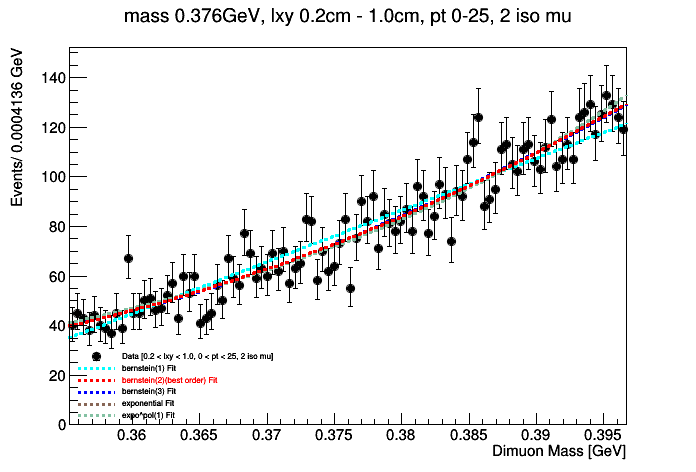 mass 0.376GeV, lxy 0.2cm - 1.0cm, pt 0-25, 2 iso mu
Events/ 0.0004136 GeV
140
120
100
80
60
40
20
0
Data [0.2 < lxy < 1.0, 0 < pt < 25, 2 iso mu]
bernstein(1) Fit
bernstein(2)(best order) Fit
bernstein(3) Fit
exponential Fit
expo^pol(1) Fit
0.36 0.365 0.37 0.375 0.38 0.385 0.39 0.395
Dimuon Mass [GeV]